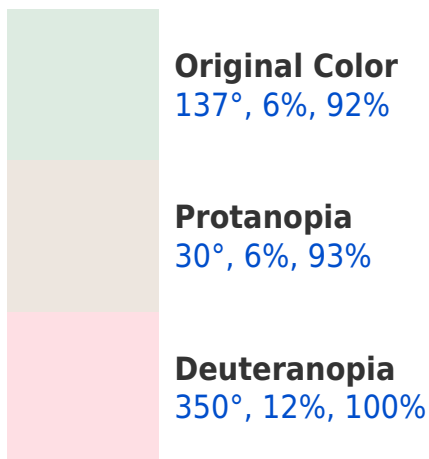 Original Color
137°, 6%, 92%
Protanopia
30°, 6%, 93%
Deuteranopia
350°, 12%, 100%